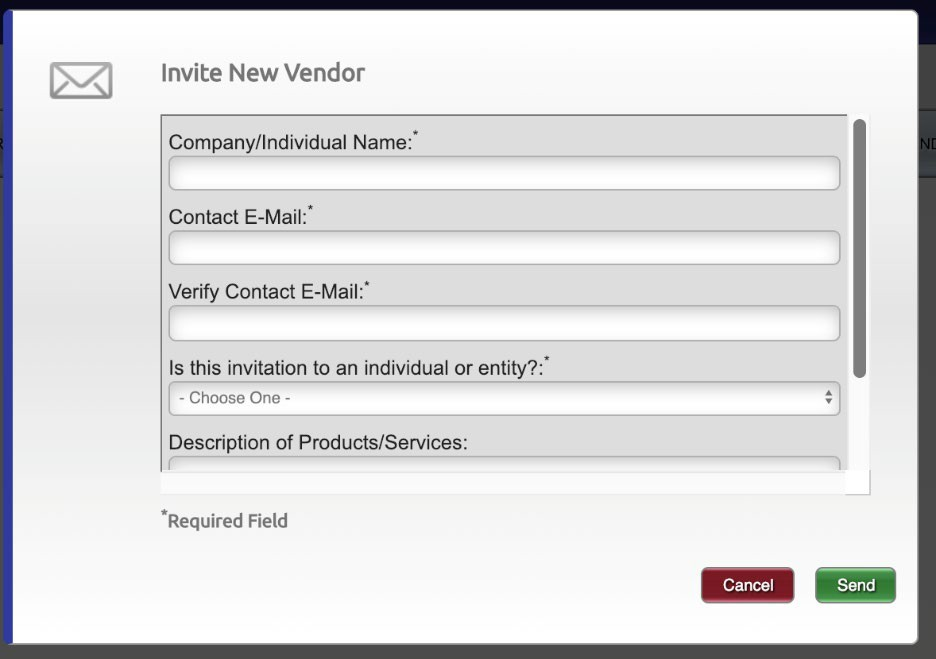 Invite New Vendor
Company/Individual Name:*
Contact E-Mail:*
Verify Contact E-Mail:*
Is this invitation to an individual or entity?:*
- Choose One -
Description of Products/Services:
*Required Field
Cancel
Send